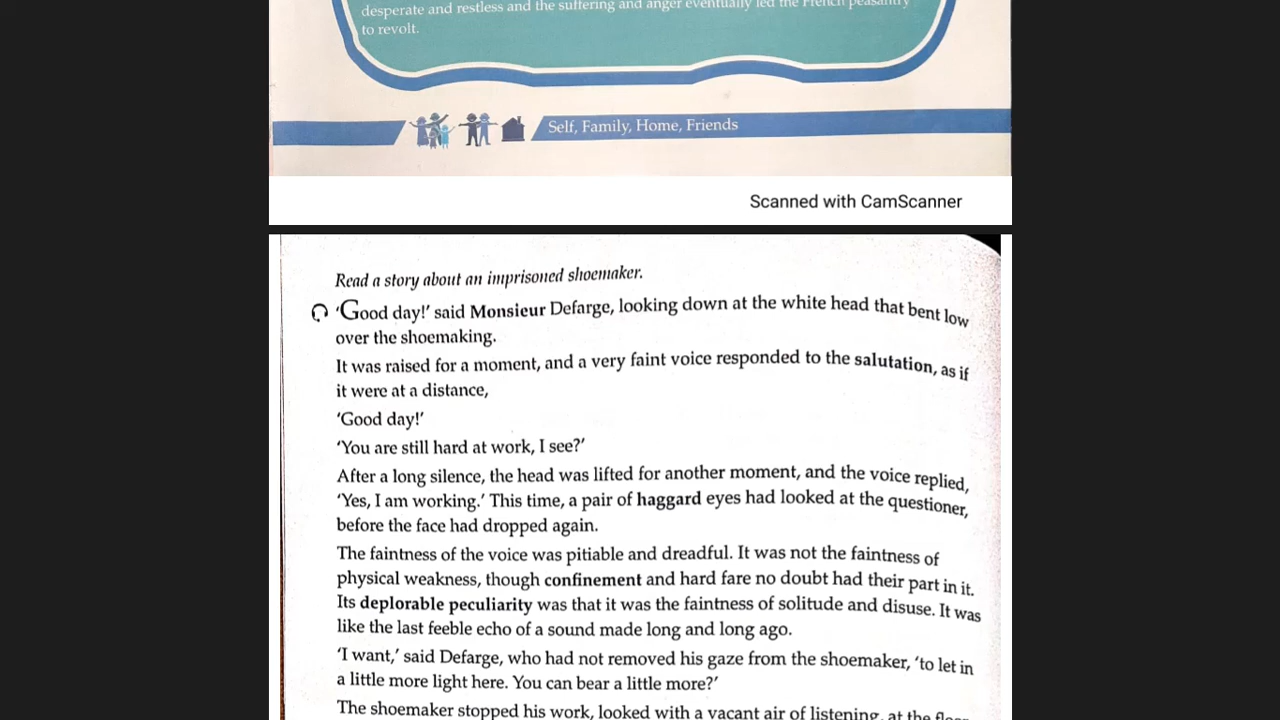 desperate and restless and the suffering and anger eventually led the French peasantry
to revolt.
Self, Family, Home, Friends
Scanned with CamScanner
Read a story about an imprisoned shoemaker.
‘Good day!’ said Monsieur Defarge, looking down at the white head that bent low
over the shoemaking.
It was raised for a moment, and a very faint voice responded to the salutation, as if
it were at a distance,
‘Good day!’
‘You are still hard at work, I see?’
After a long silence, the head was lifted for another moment, and the voice replied,
‘Yes, I am working.’ This time, a pair of haggard eyes had looked at the questioner,
before the face had dropped again.
The faintness of the voice was pitiable and dreadful. It was not the faintness of
physical weakness, though confinement and hard fare no doubt had their part in it.
Its deplorable peculiarity was that it was the faintness of solitude and disuse. It was
like the last feeble echo of a sound made long and long ago.
‘I want,’ said Defarge, who had not removed his gaze from the shoemaker, ‘to let in
a little more light here. You can bear a little more?’
The shoemaker stopped his work, looked with a vacant air of listening, at the floor